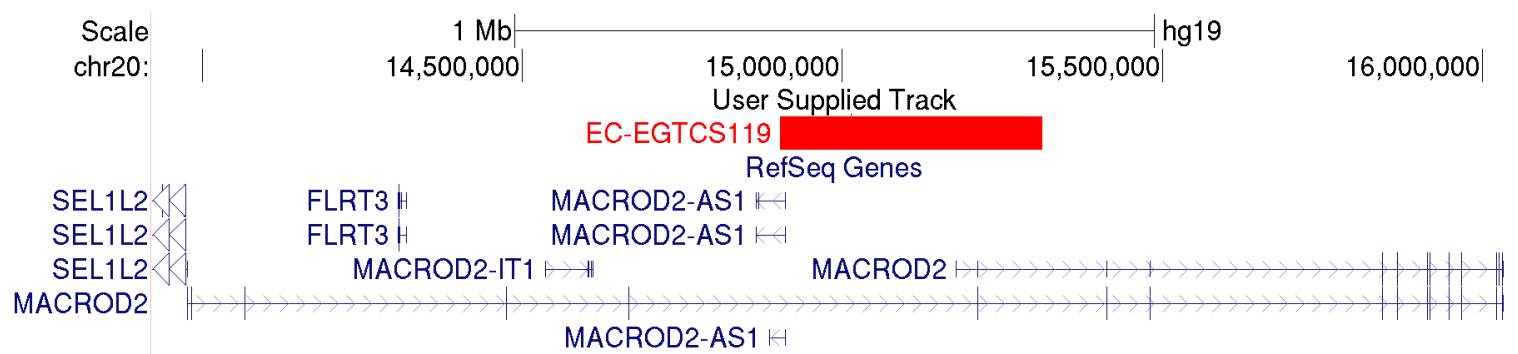 Scale 1 Mb hg19
chr20: 14,500,000 15,000,000 15,500,000 16,000,000
User Supplied Track
EC-EGTCS119
RefSeq Genes
SEL1L2 FLRT3 MACROD2-AS1
SEL1L2 FLRT3 MACROD2-AS1
SEL1L2 MACROD2-IT1 MACROD2
MACROD2
MACROD2-AS1